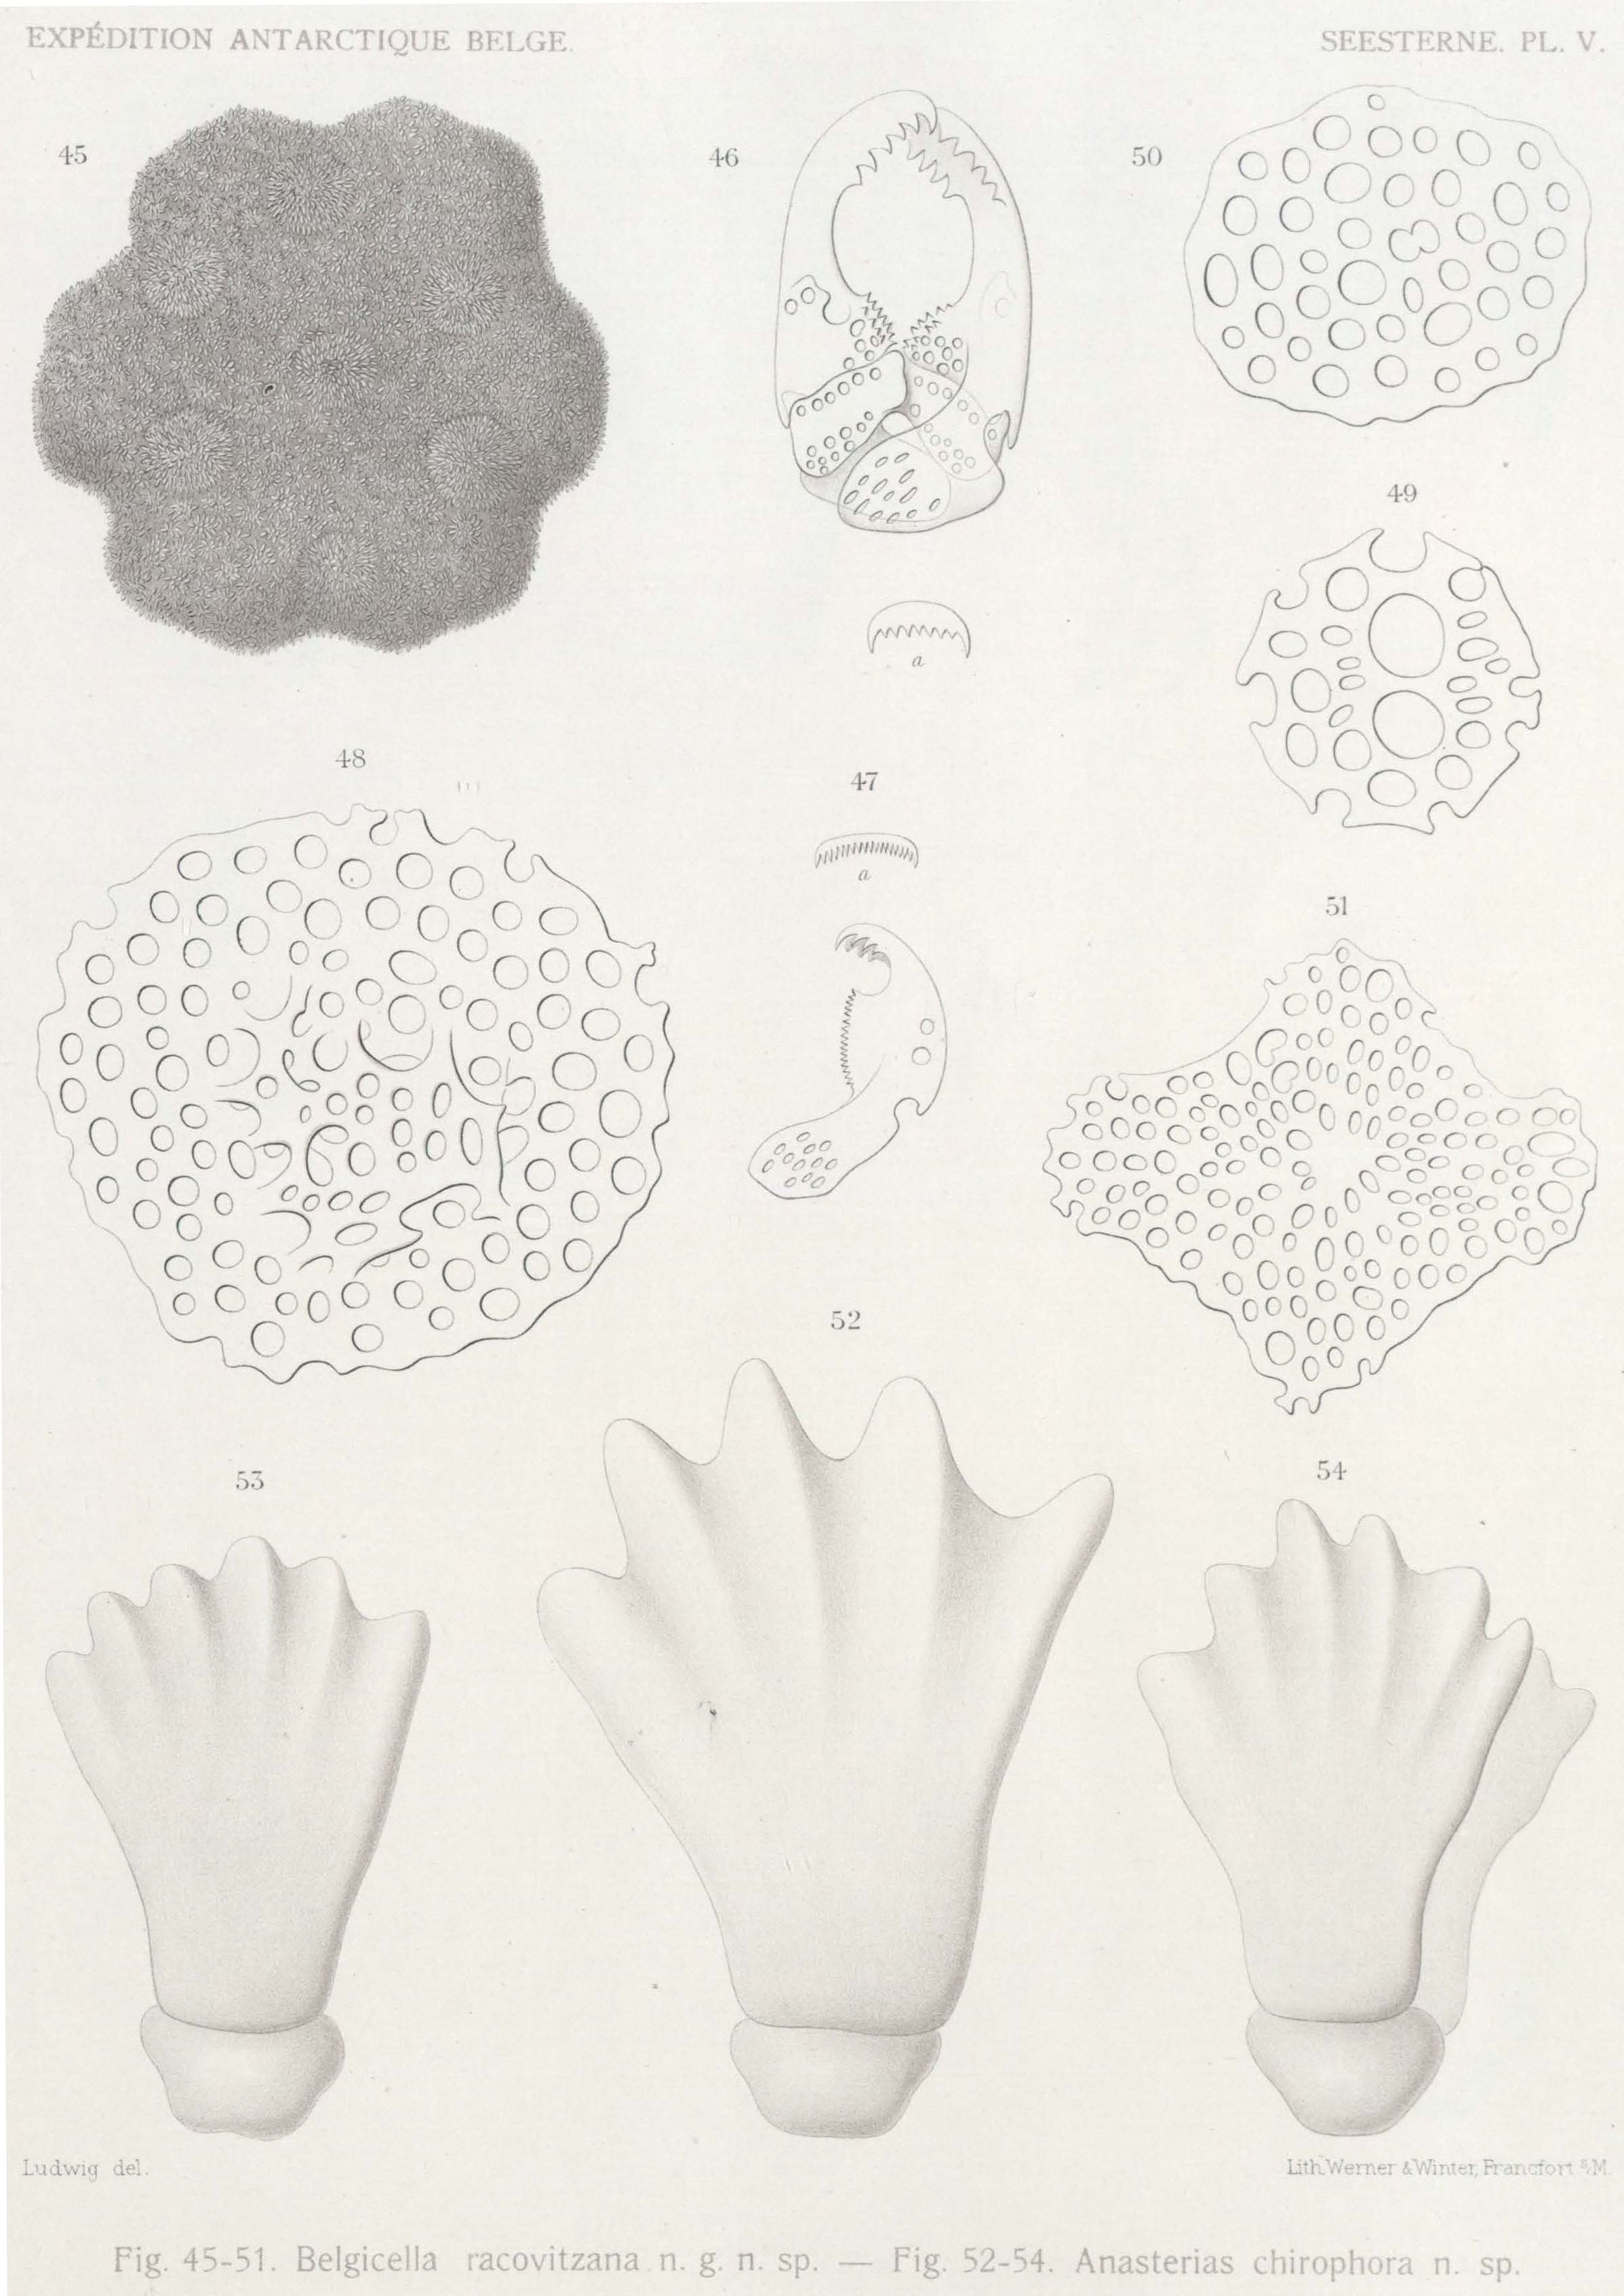 EXPÉDITION ANTARCTIQUE BELGE.
SEESTERNE. PL. V.
45
46
50
49
a
48
47
a
51
52
53
54
Ludwig del.
Lith. Werner & Winter, Francfort s/M.
Fig. 45-51. Belgicella racovitzana n. g. n. sp. — Fig. 52-54. Anasterias chirophora n. sp.